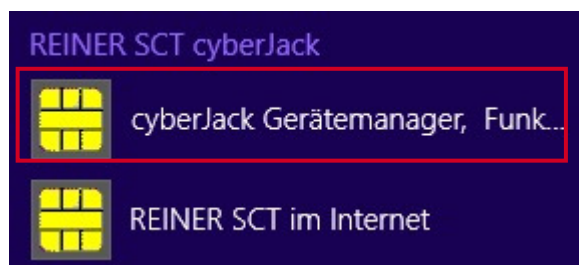 REINER SCT cyberJack
cyberJack Gerätemanager, Funk...
REINER SCT im Internet